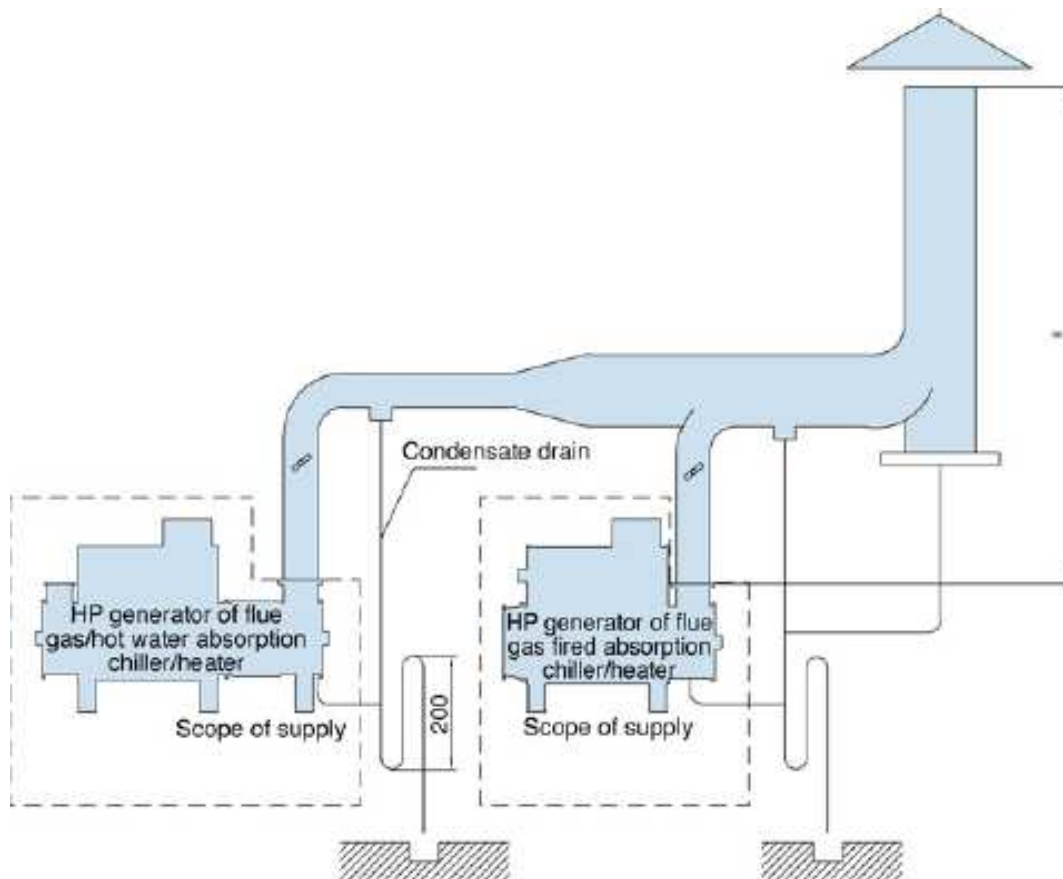 Condensate drain
HP generator of flue
gas/hot water absorption
chiller/heater
Scope of supply
200
HP generator of flue
gas fired absorption
chiller/heater
Scope of supply